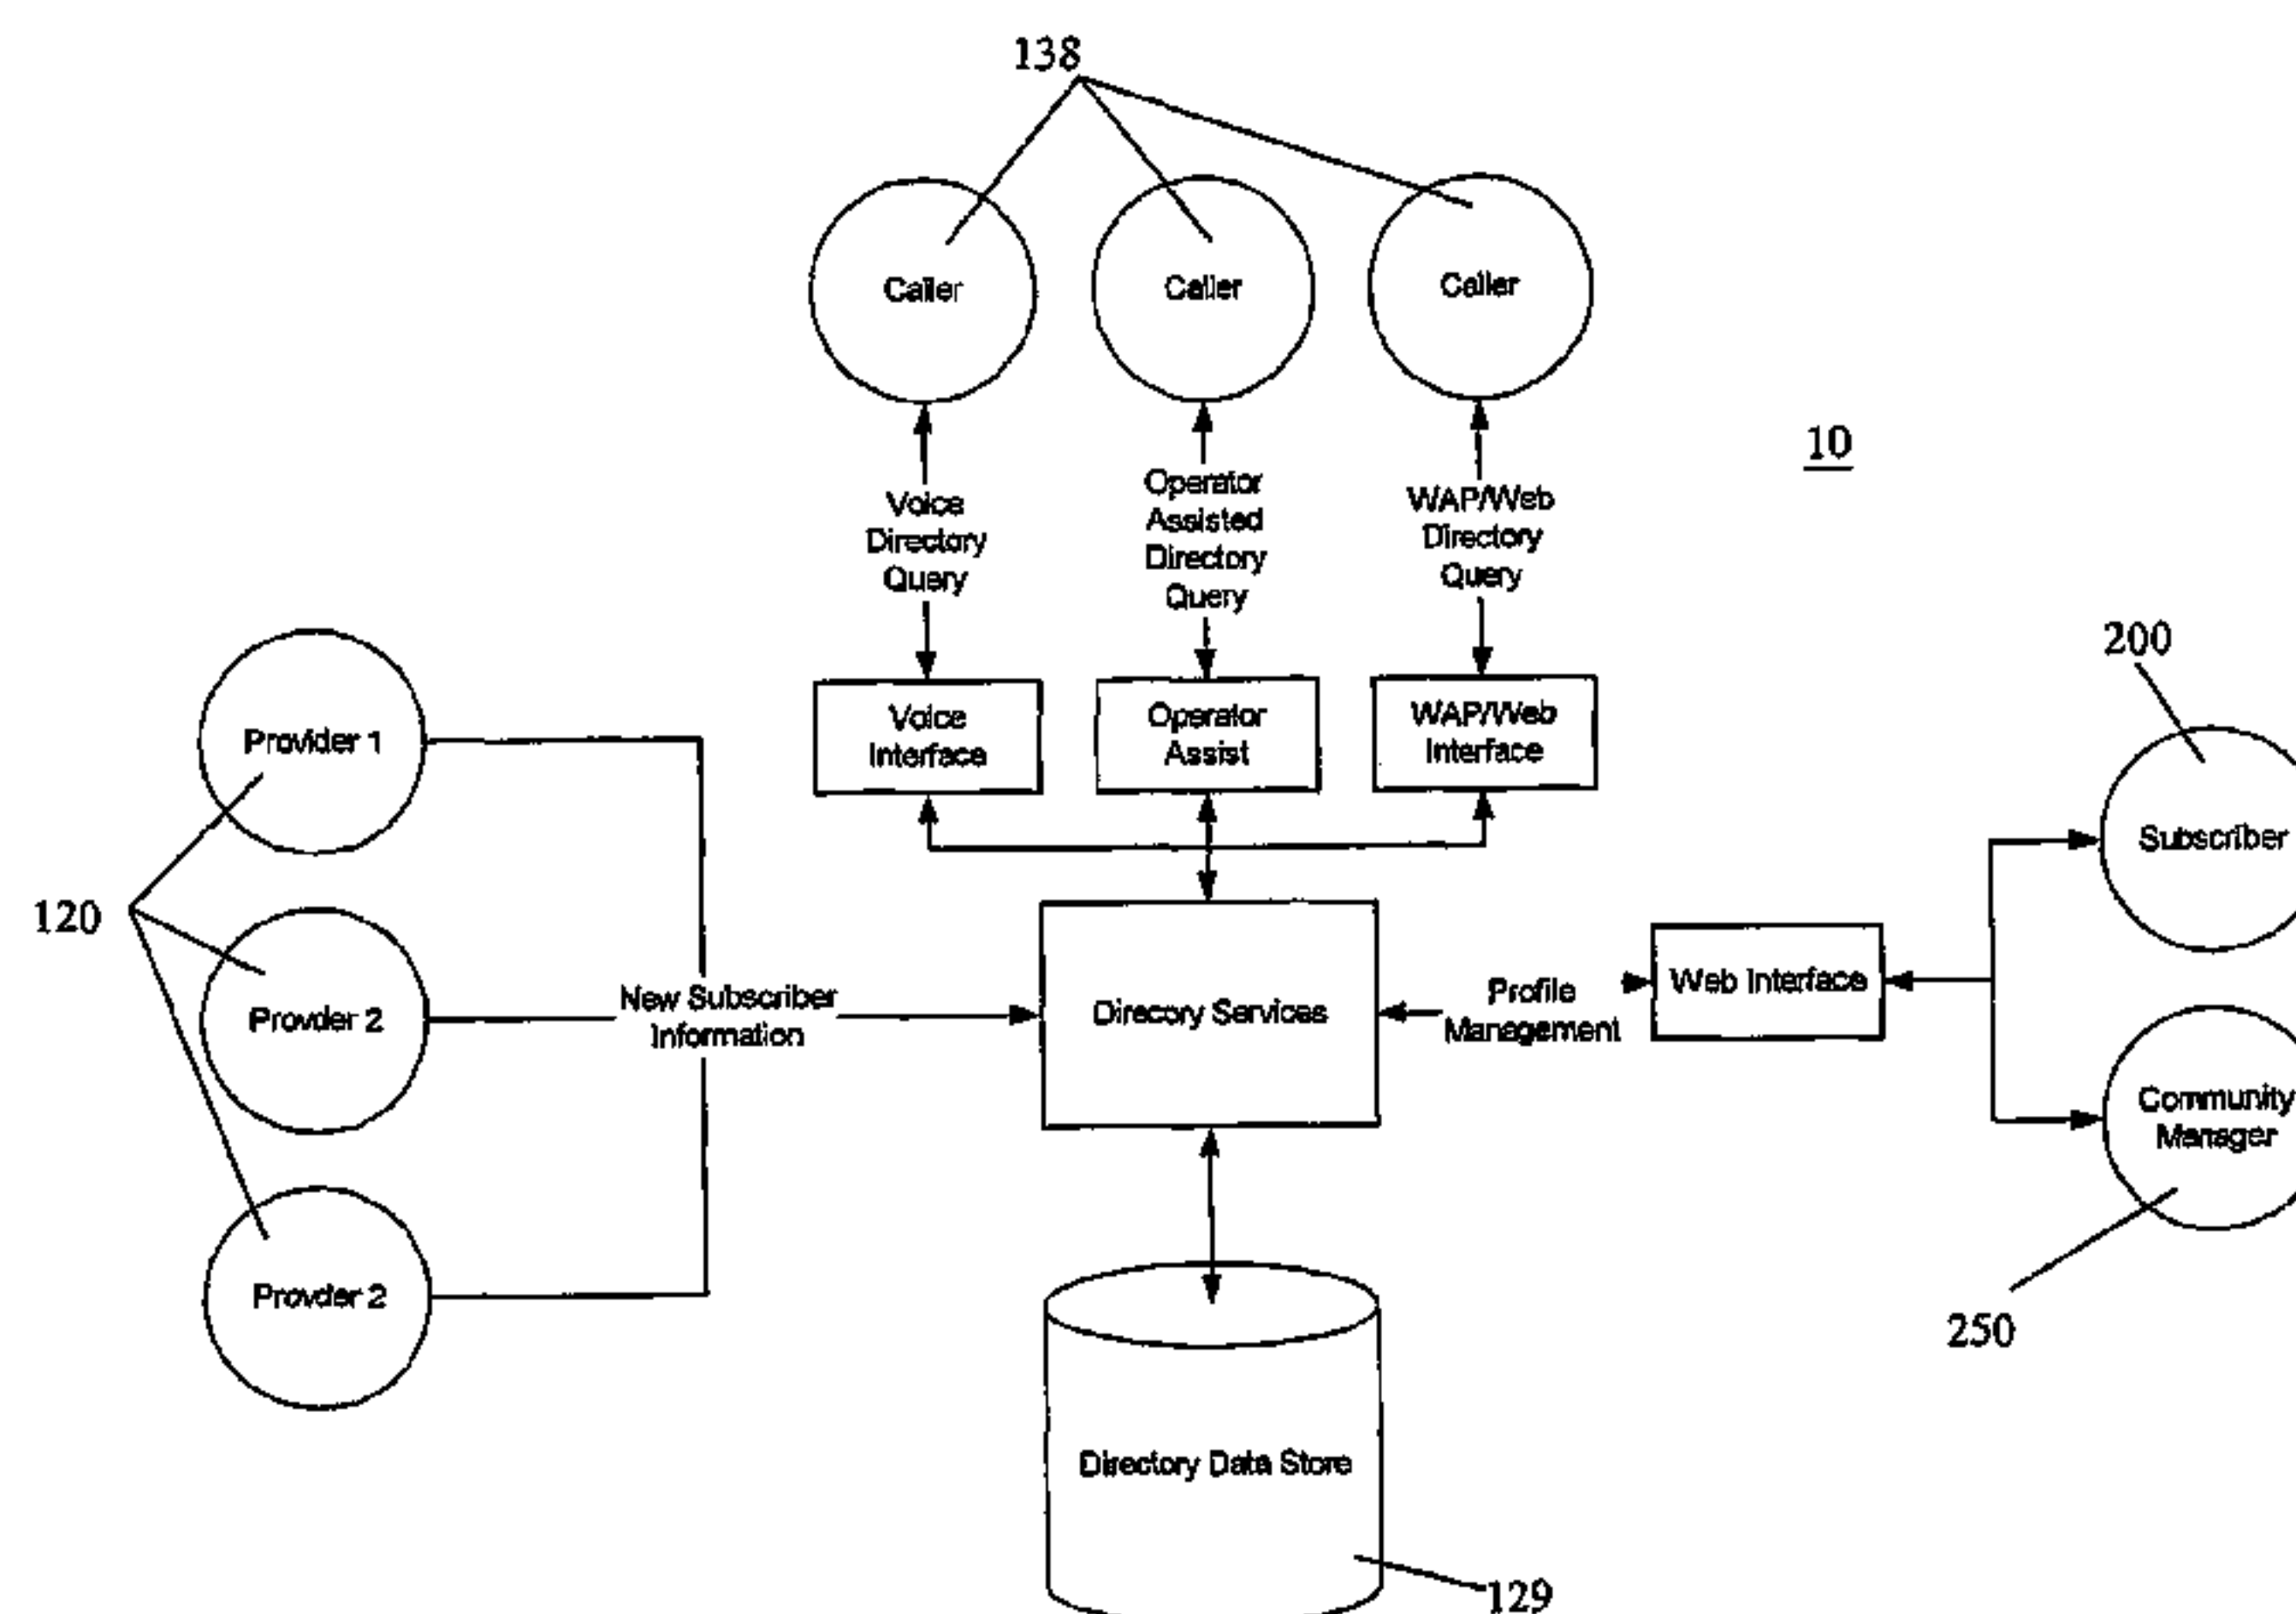 138
Caller
Caller
Caller
10
Voice
Directory
Query
Operator
Assisted
Directory
Query
WAP/Web
Directory
Query
200
Provider 1
Voice
Interface
Operator
Assist
WAP/Web
Interface
Subscriber
120
Provder 2
New Subscriber
Information
Direcory Services
Profile
Management
Web Interface
Community
Manager
250
Provder 2
Directory Data Store
129